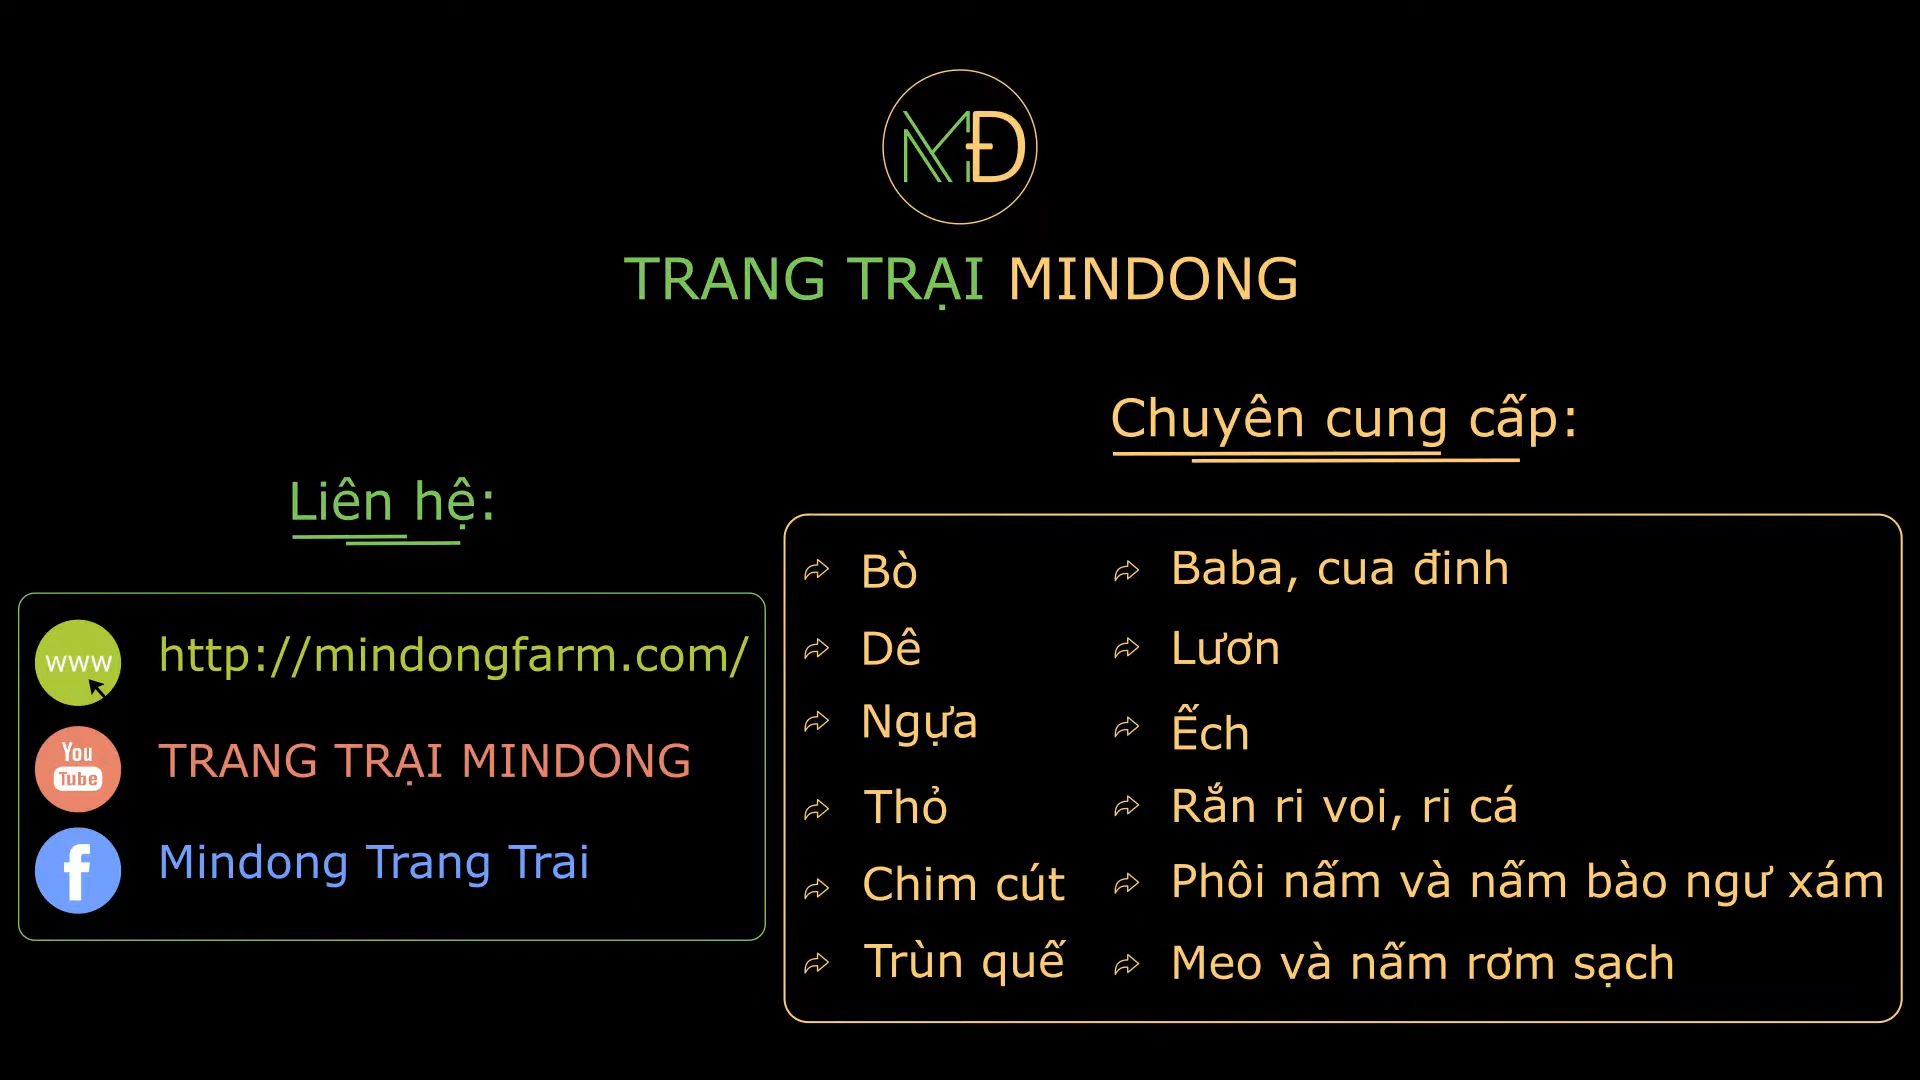 MĐ
TRANG TRẠI MINDONG
Liên hệ:
www
http://mindongfarm.com/
You
Tube
TRANG TRẠI MINDONG
f
Mindong Trang Trai
Chuyên cung cấp:
Bò
Dê
Ngựa
Thỏ
Chim cút
Trùn quế
Baba, cua đinh
Lươn
Ếch
Rắn ri voi, ri cá
Phôi nấm và nấm bào ngư xám
Meo và nấm rơm sạch